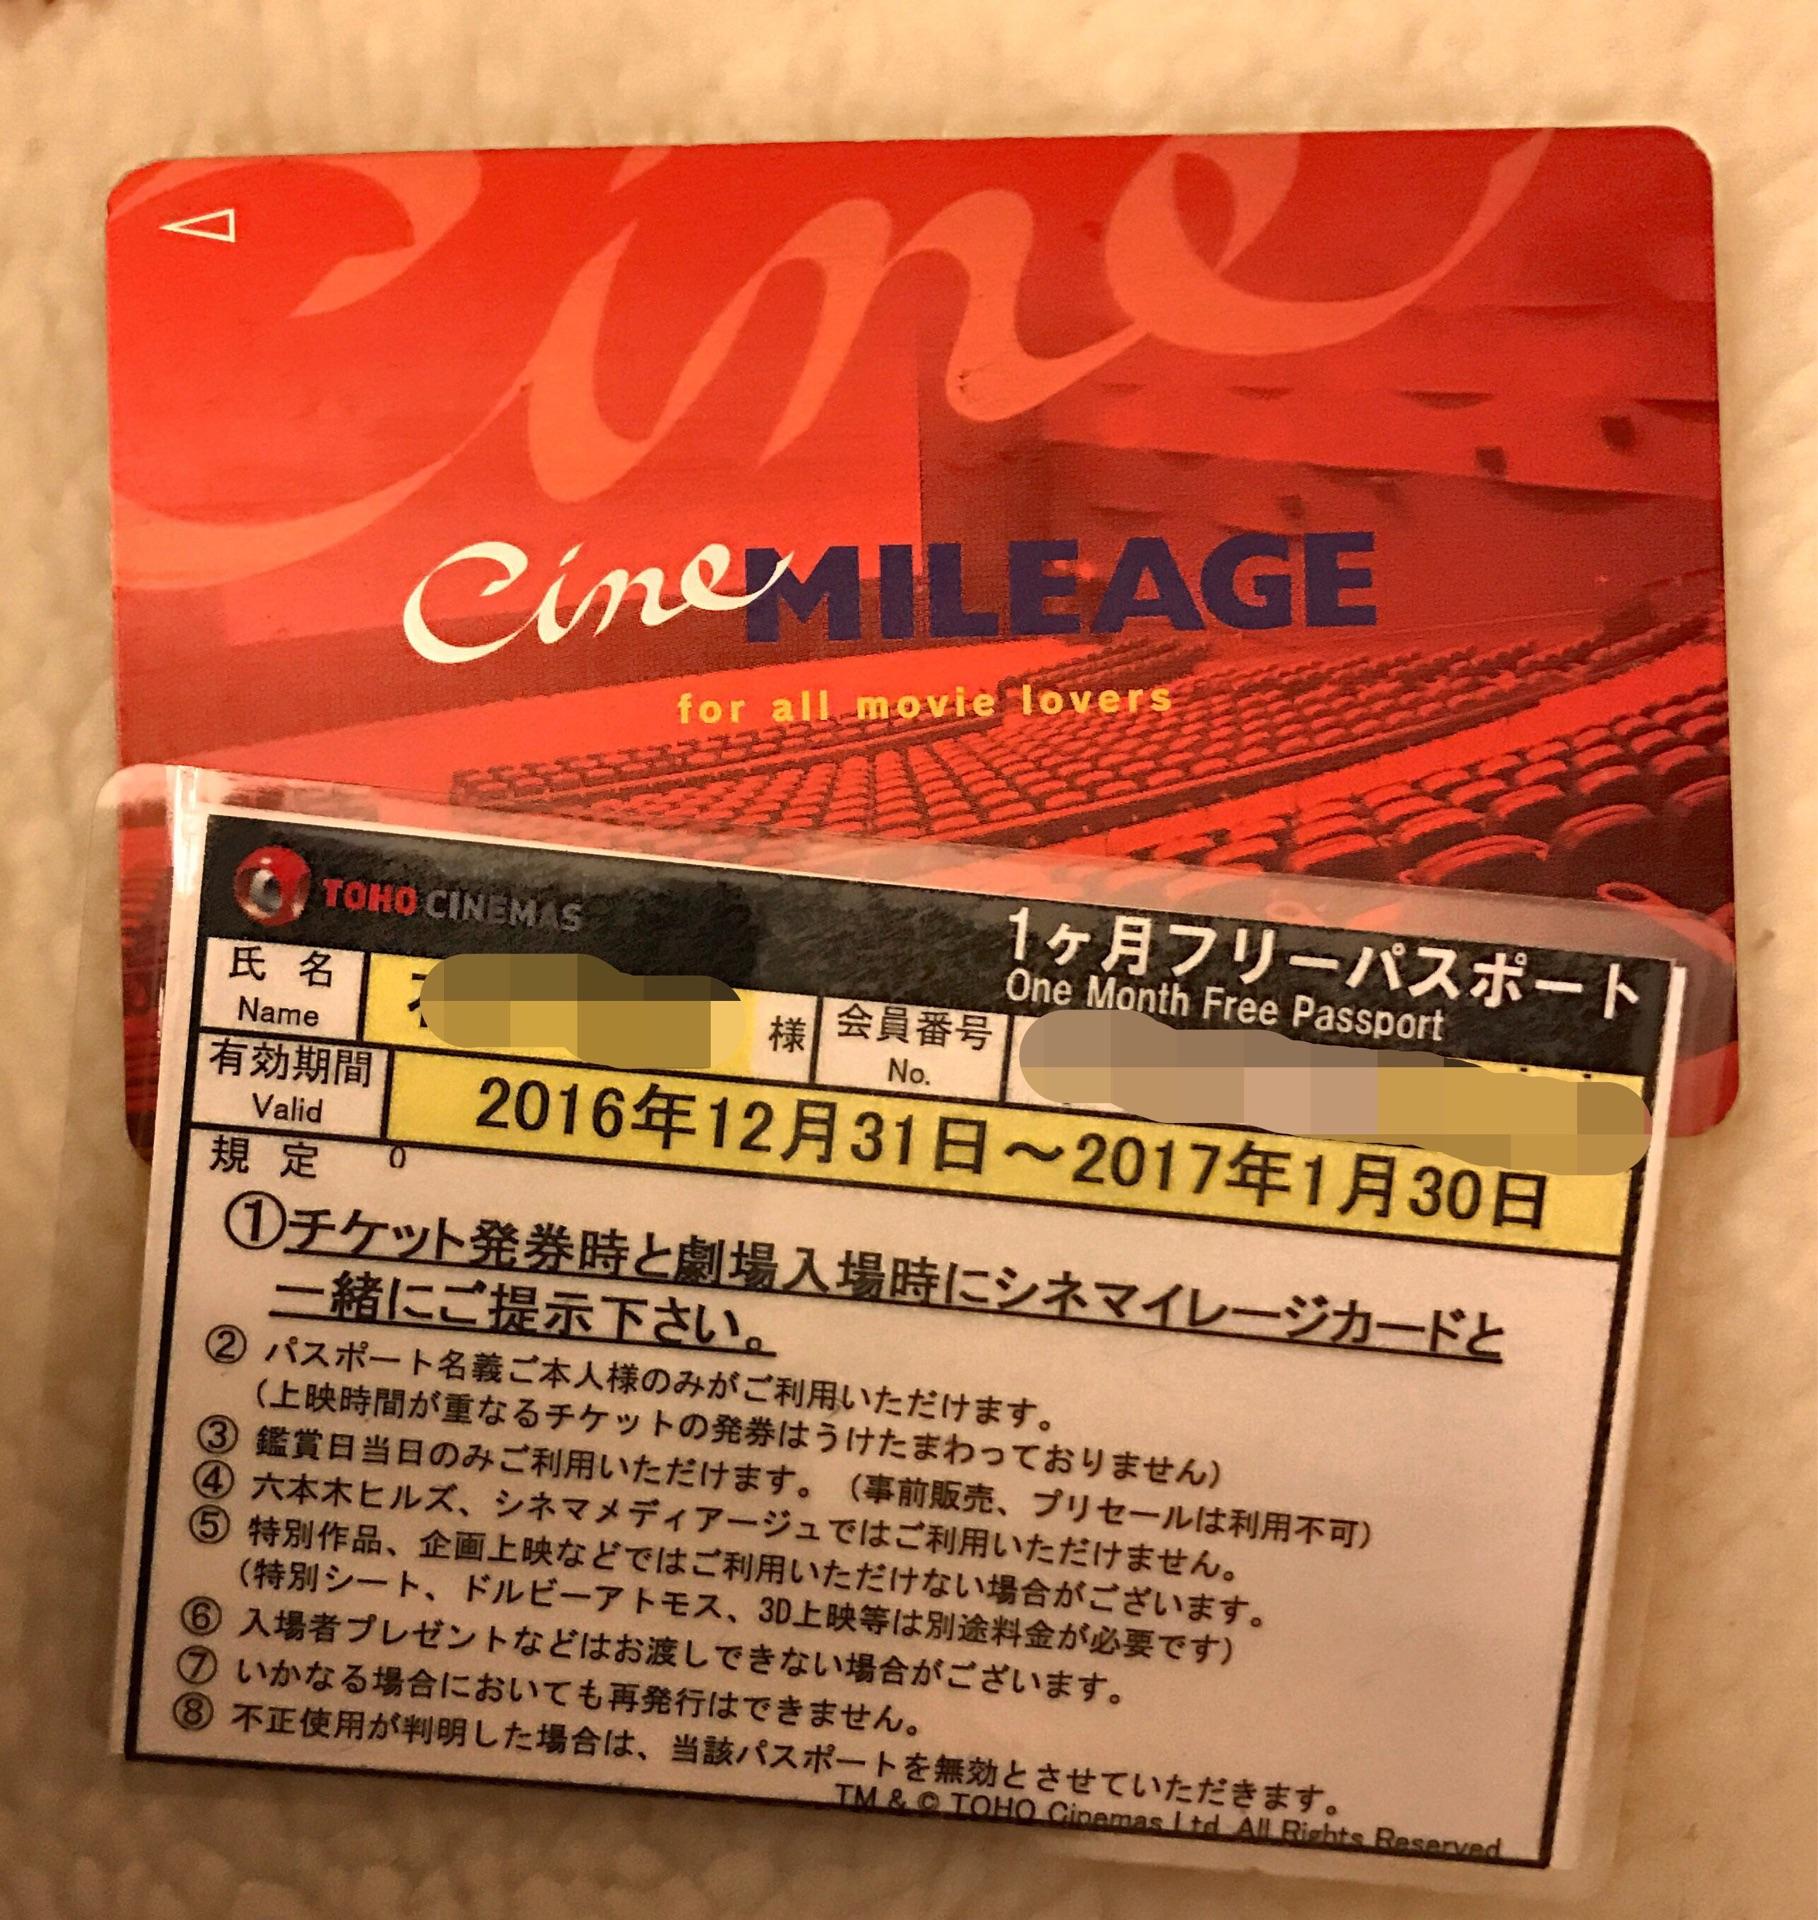 Cine
Cine MILEAGE
for all movie lovers
TOHO CINEMAS
1ヶ月フリーパスポート
One Month Free Passport
氏 名
Name
様
会員番号
No.
有効期間
Valid
2016年12月31日～2017年1月30日
規 定 0
①チケット発券時と劇場入場時にシネマイレージカードと
一緒にご提示下さい。
② パスポート名義ご本人様のみがご利用いただけます。
(上映時間が重なるチケットの発券はうけたまわっておりません)
③ 鑑賞日当日のみご利用いただけます。(事前販売、プリセールは利用不可)
④ 六本木ヒルズ、シネマメディアージュではご利用いただけません。
⑤ 特別作品、企画上映などではご利用いただけない場合がございます。
(特別シート、ドルビーアトモス、3D上映等は別途料金が必要です)
⑥ 入場者プレゼントなどはお渡しできない場合がございます。
⑦ いかなる場合においても再発行はできません。
⑧ 不正使用が判明した場合は、当該パスポートを無効とさせていただきます。
TM & © TOHO Cinemas Ltd. All Rights Reserved